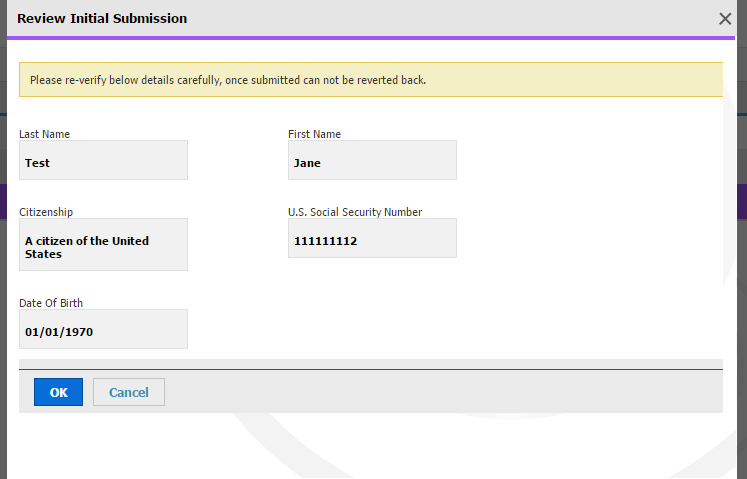 Review Initial Submission
Please re-verify below details carefully, once submitted can not be reverted back.
Last Name
First Name
Test
Jane
Citizenship
U.S. Social Security Number
A citizen of the United
States
111111112
Date Of Birth
01/01/1970
OK
Cancel